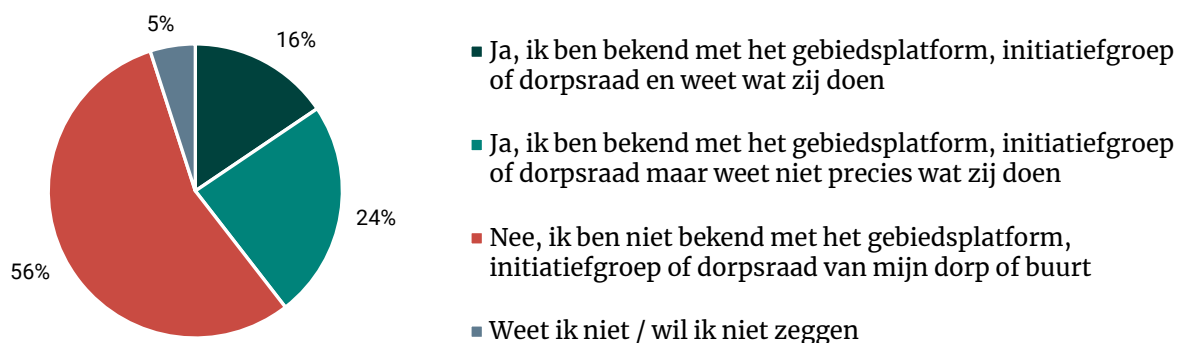 5%
16%
24%
56%
Ja, ik ben bekend met het gebiedsplatform, initiatiefgroep
of dorpsraad en weet wat zij doen
Ja, ik ben bekend met het gebiedsplatform, initiatiefgroep
of dorpsraad maar weet niet precies wat zij doen
Nee, ik ben niet bekend met het gebiedsplatform,
initiatiefgroep of dorpsraad van mijn dorp of buurt
Weet ik niet / wil ik niet zeggen